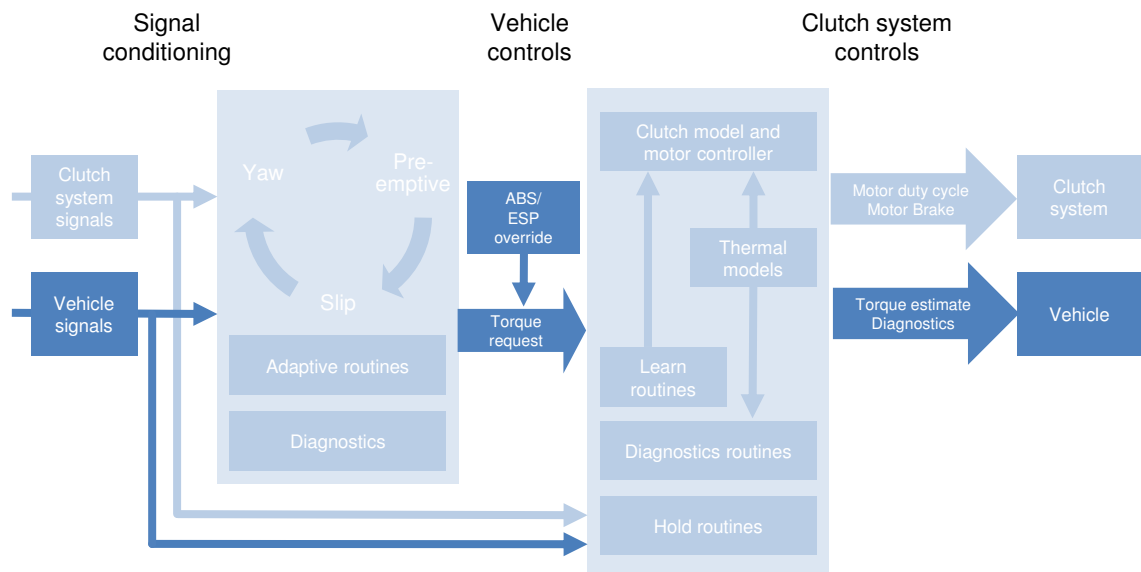 Signal
conditioning
Vehicle
controls
Clutch system
controls
Clutch
system
signals
Vehicle
signals
Yaw
Pre-
emptive
Slip
Adaptive routines
Diagnostics
ABS/
ESP
override
Torque
request
Clutch model and
motor controller
Thermal
models
Learn
routines
Diagnostics routines
Hold routines
Motor duty cycle
Motor Brake
Clutch
system
Torque estimate
Diagnostics
Vehicle